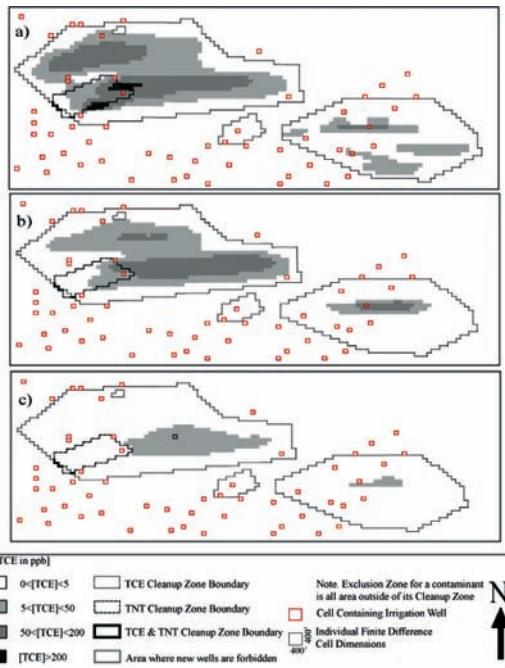 a)
b)
c)
[TCE in ppb]
0<[TCE]<5
5<[TCE]<50
50<[TCE]<200
[TCE]>200
TCE Cleanup Zone Boundary
TNT Cleanup Zone Boundary
TCE & TNT Cleanup Zone Boundary
Area where new wells are forbidden
Note. Exclusion Zone for a contaminant
is all area outside of its Cleanup Zone
Cell Containing Irrigation Well
Individual Finite Difference
Cell Dimensions
400'
400'
N